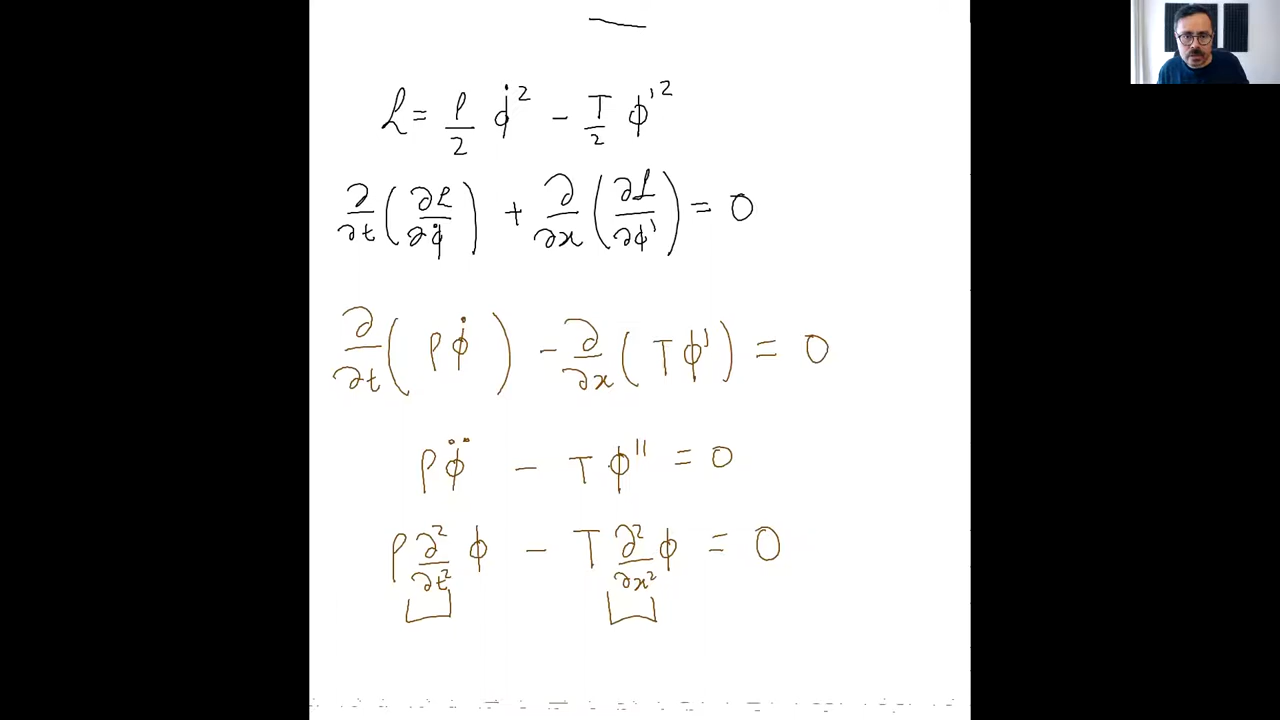 ℒ = ρ/2 φ̇² − T/2 φ'²
∂/∂t (∂ℒ/∂φ̇) + ∂/∂x (∂ℒ/∂φ') = 0
∂/∂t (ρφ̇) − ∂/∂x (Tφ') = 0
ρφ̈ − Tφ'' = 0
ρ ∂²/∂t² φ − T ∂²/∂x² φ = 0